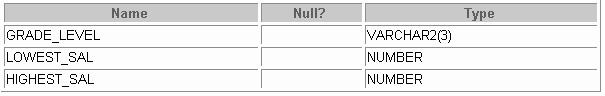 Name Null? Type
GRADE_LEVEL VARCHAR2(3)
LOWEST_SAL NUMBER
HIGHEST_SAL NUMBER